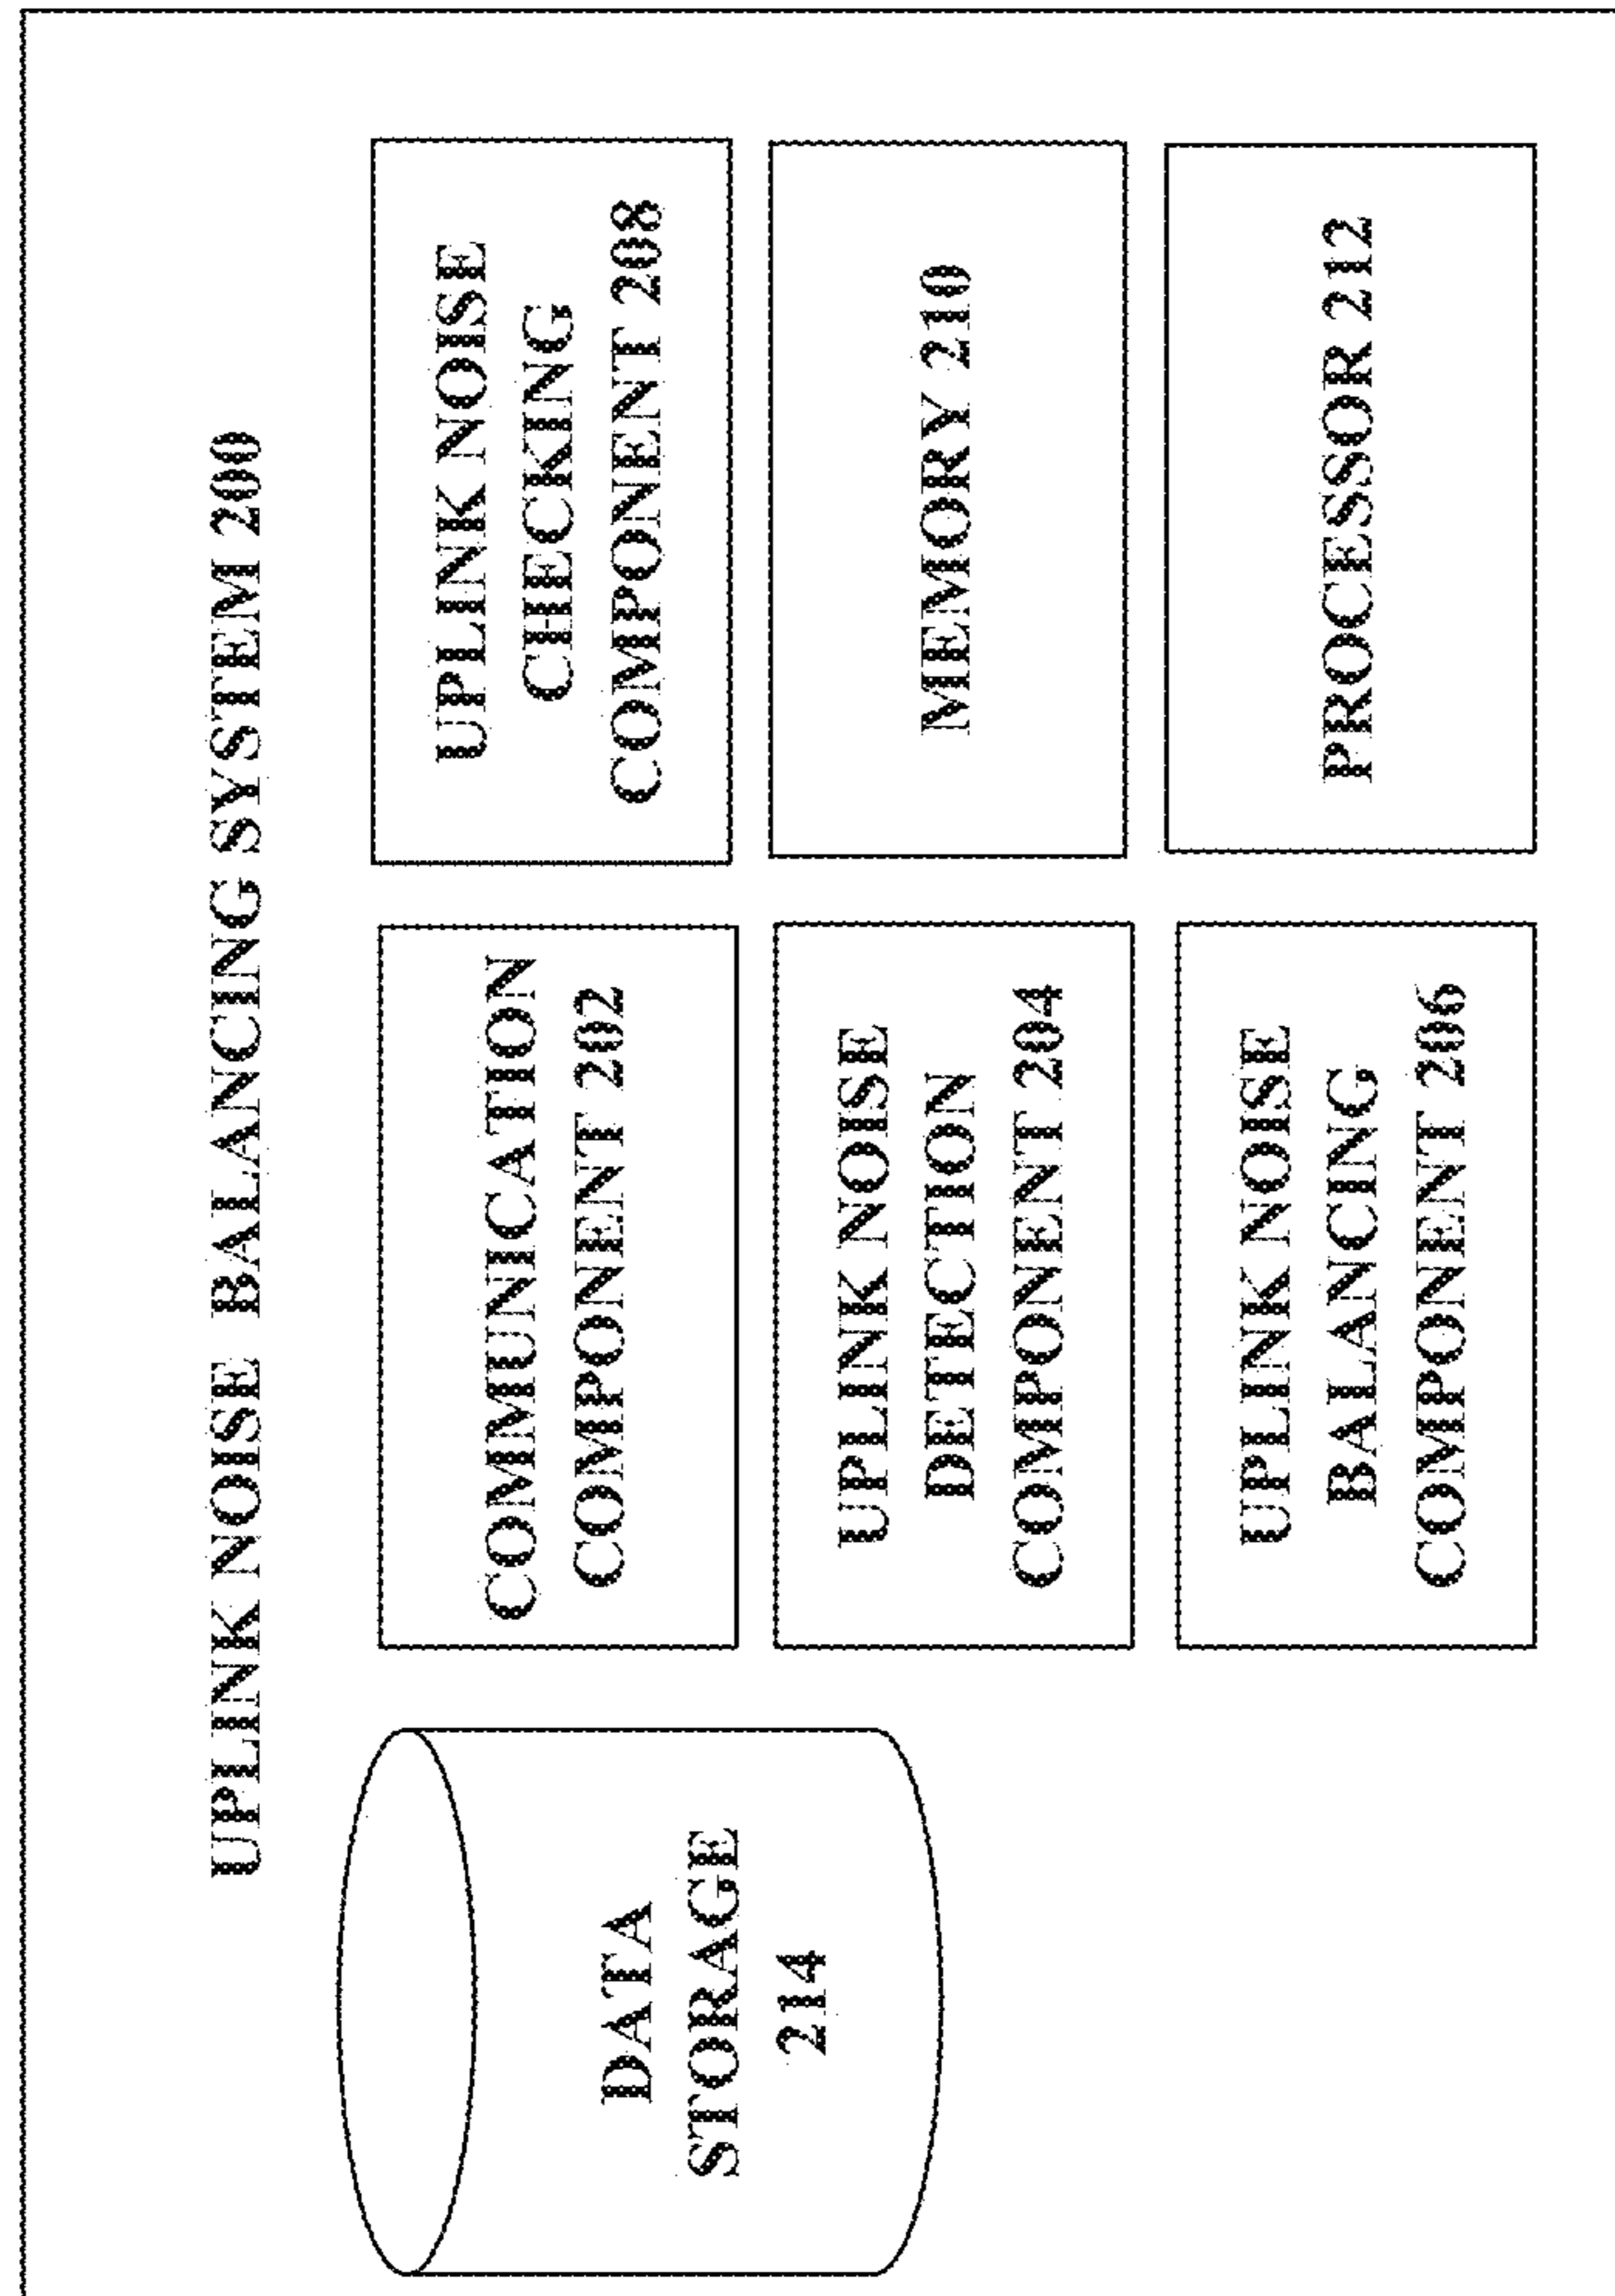 UPLINK NOISE BALANCING SYSTEM 200
DATA
STORAGE
214
COMMUNICATION
COMPONENT 202
UPLINK NOISE
DETECTION
COMPONENT 204
UPLINK NOISE
BALANCING
COMPONENT 206
UPLINK NOISE
CHECKING
COMPONENT 208
MEMORY 210
PROCESSOR 212